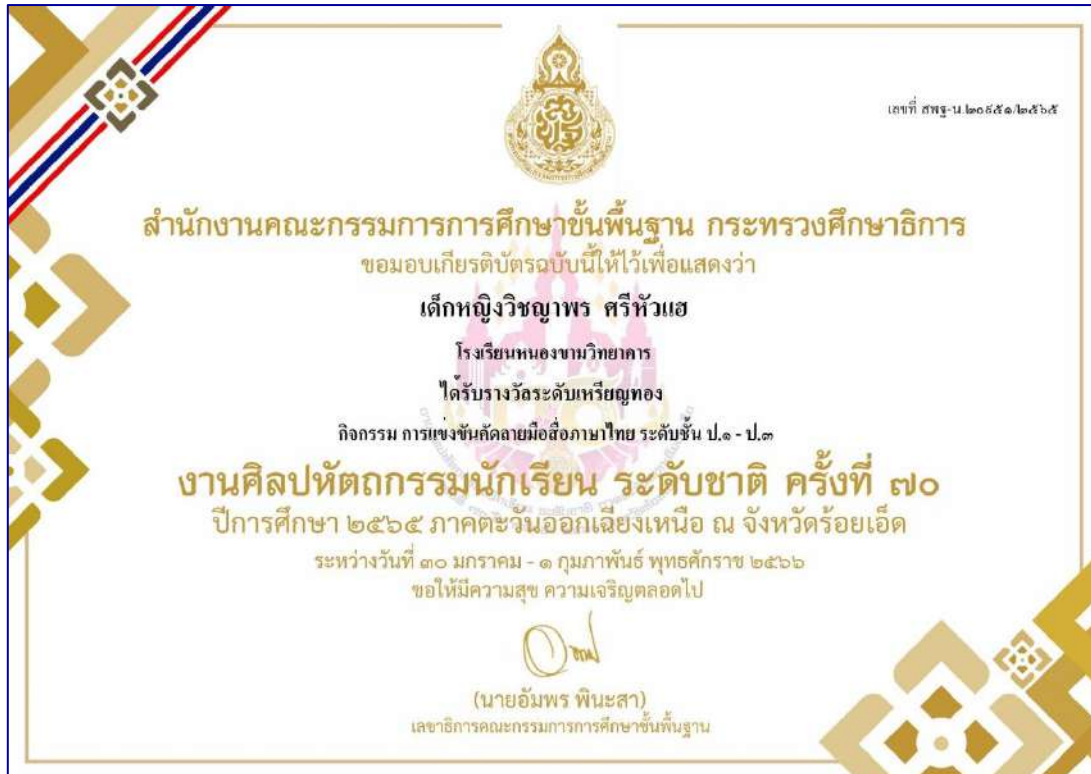 เลขที่ สพฐ-น.๒๐๘๕๑/๒๕๖๕
สำนักงานคณะกรรมการการศึกษาขั้นพื้นฐาน กระทรวงศึกษาธิการ
ขอมอบเกียรติบัตรฉบับนี้ให้ไว้เพื่อแสดงว่า
เด็กหญิงวิชญาพร ศรีหัวแฮ
โรงเรียนหนองขามวิทยาคาร
ได้รับรางวัลระดับเหรียญทอง
กิจกรรม การแข่งขันคัดลายมือสื่อภาษาไทย ระดับชั้น ป.๑ - ป.๓
งานศิลปหัตถกรรมนักเรียน ระดับชาติ ครั้งที่ ๗๐
ปีการศึกษา ๒๕๖๕ ภาคตะวันออกเฉียงเหนือ ณ จังหวัดร้อยเอ็ด
ระหว่างวันที่ ๓๐ มกราคม - ๑ กุมภาพันธ์ พุทธศักราช ๒๕๖๖
ขอให้มีความสุข ความเจริญตลอดไป
(นายอัมพร พินะสา)
เลขาธิการคณะกรรมการการศึกษาขั้นพื้นฐาน